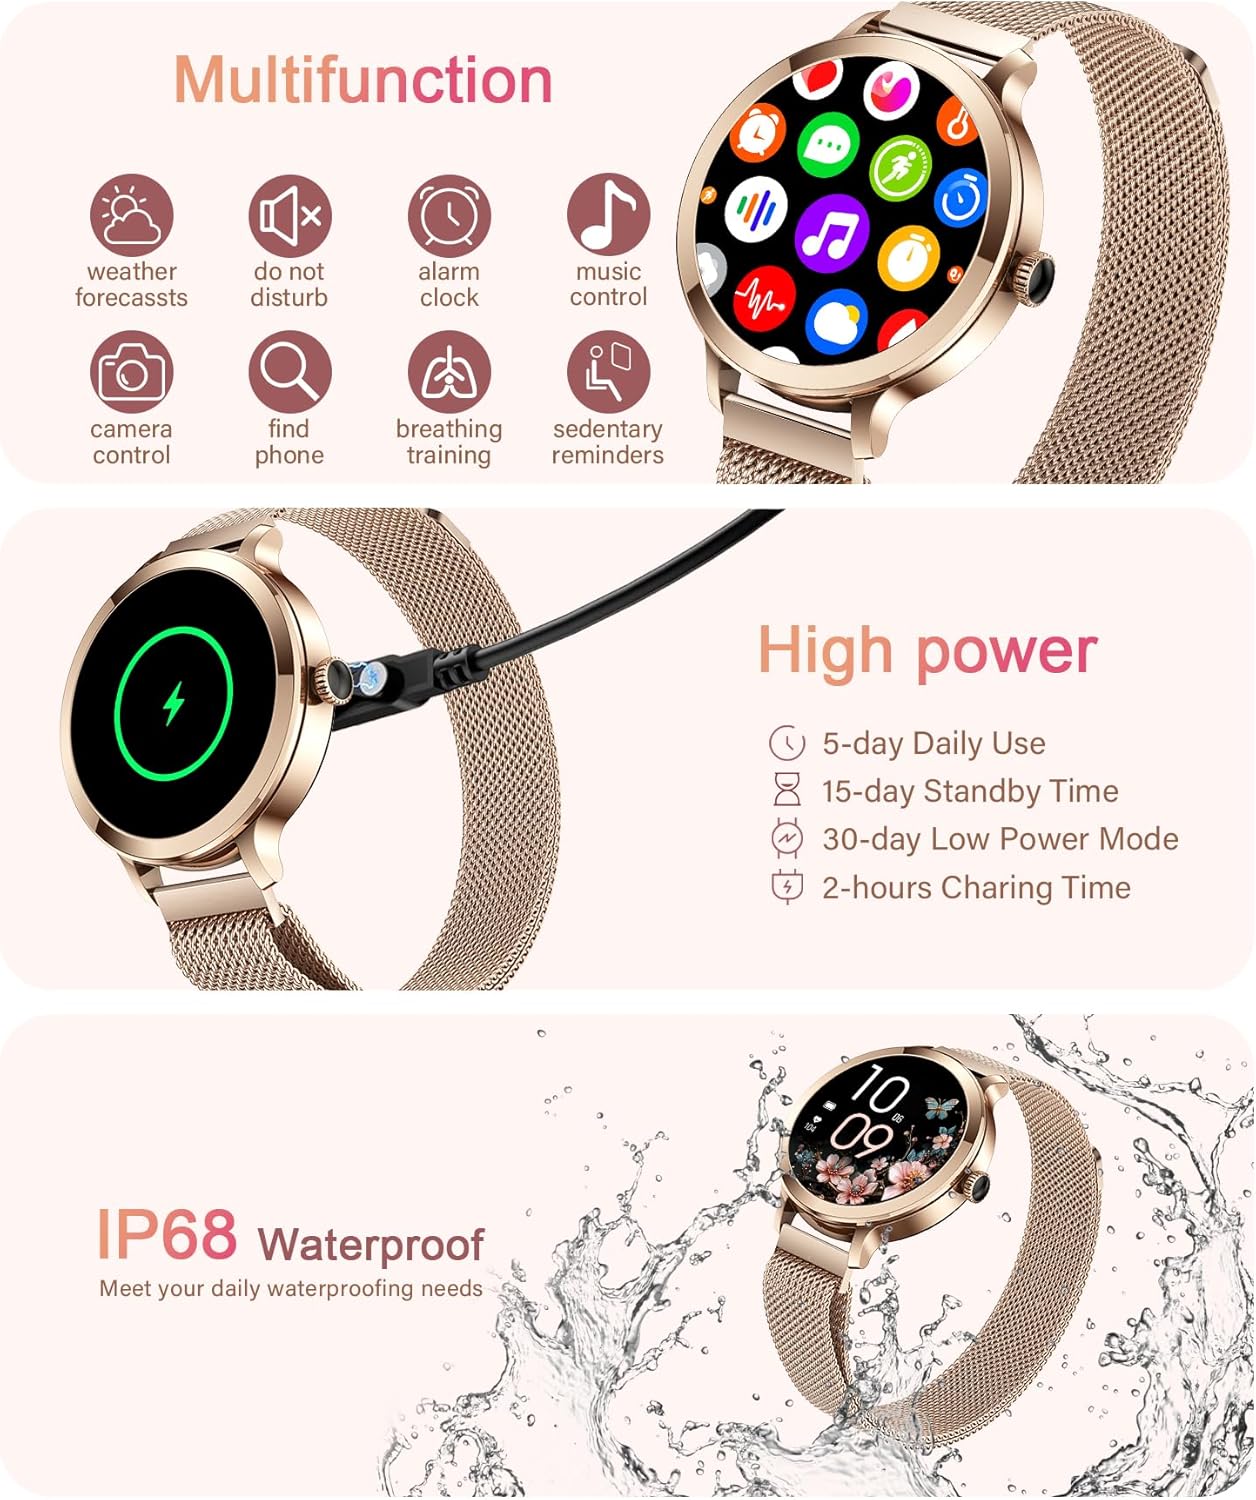 Multifunction
weather
forecassts
do not
disturb
alarm
clock
music
control
camera
control
find
phone
breathing
training
sedentary
reminders
High power
5-day Daily Use
15-day Standby Time
30-day Low Power Mode
2-hours Charing Time
10
09
08
104
IP68 Waterproof
Meet your daily waterproofing needs